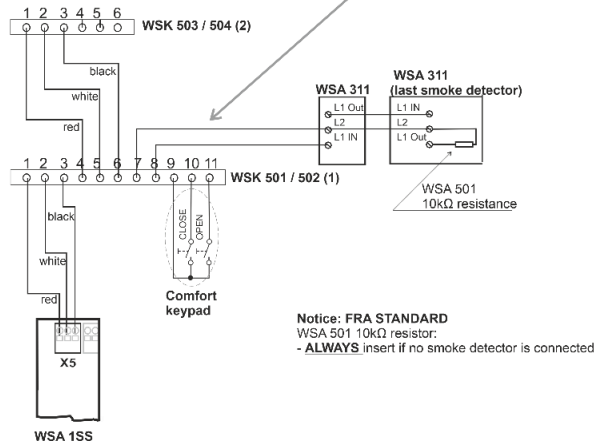 1 2 3 4 5 6
WSK 503 / 504 (2)
black
white
red
WSA 311
WSA 311
(last smoke detector)
L1 Out
L2
L1 IN
L1 IN
L2
L1 Out
1 2 3 4 5 6 7 8 9 10 11
WSK 501 / 502 (1)
WSA 501
10kΩ resistance
black
white
red
CLOSE
OPEN
Comfort
keypad
X5
WSA 1SS
Notice: FRA STANDARD
WSA 501 10kΩ resistor:
- ALWAYS insert if no smoke detector is connected